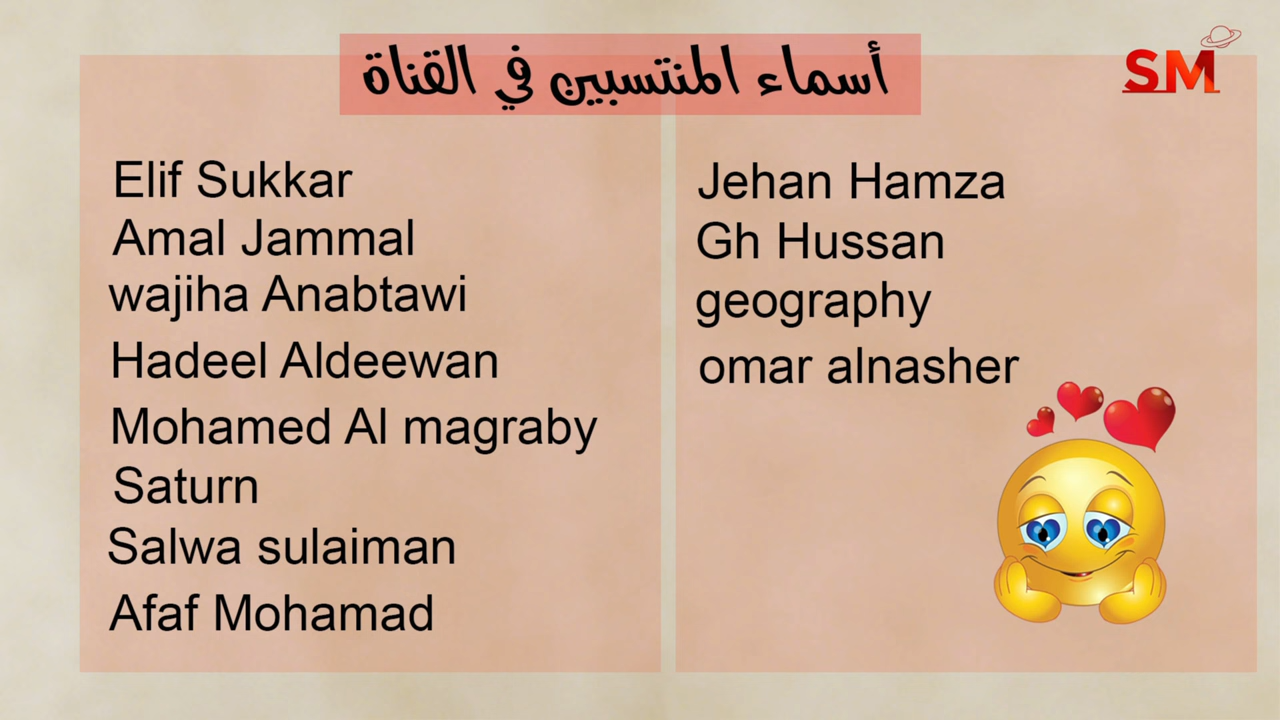 أسماء المنتسبين في القناة
SM
Elif Sukkar
Amal Jammal
wajiha Anabtawi
Hadeel Aldeewan
Mohamed Al magraby
Saturn
Salwa sulaiman
Afaf Mohamad
Jehan Hamza
Gh Hussan
geography
omar alnasher